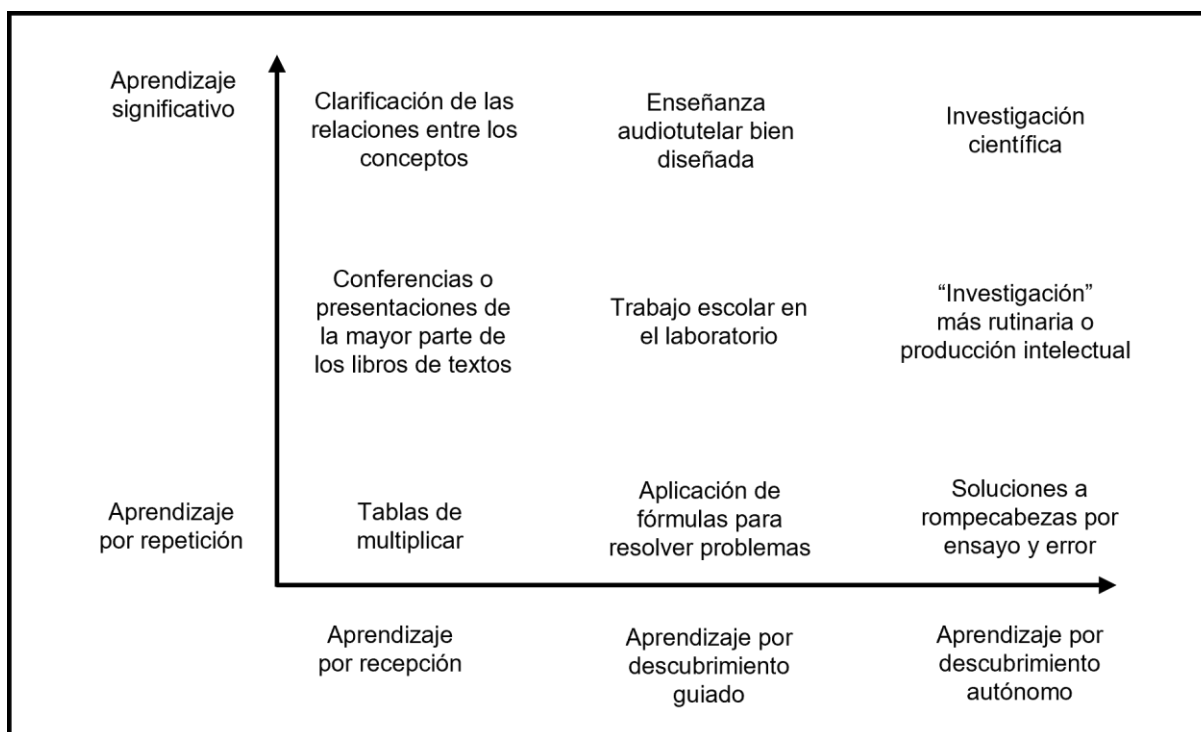 Aprendizaje
significativo
Clarificación de las
relaciones entre los
conceptos
Enseñanza
audiotutelar bien
diseñada
Investigación
científica
Conferencias o
presentaciones de
la mayor parte de
los libros de textos
Trabajo escolar en
el laboratorio
“Investigación”
más rutinaria o
producción intelectual
Aprendizaje
por repetición
Tablas de
multiplicar
Aplicación de
fórmulas para
resolver problemas
Soluciones a
rompecabezas por
ensayo y error
Aprendizaje
por recepción
Aprendizaje por
descubrimiento
guiado
Aprendizaje por
descubrimiento
autónomo